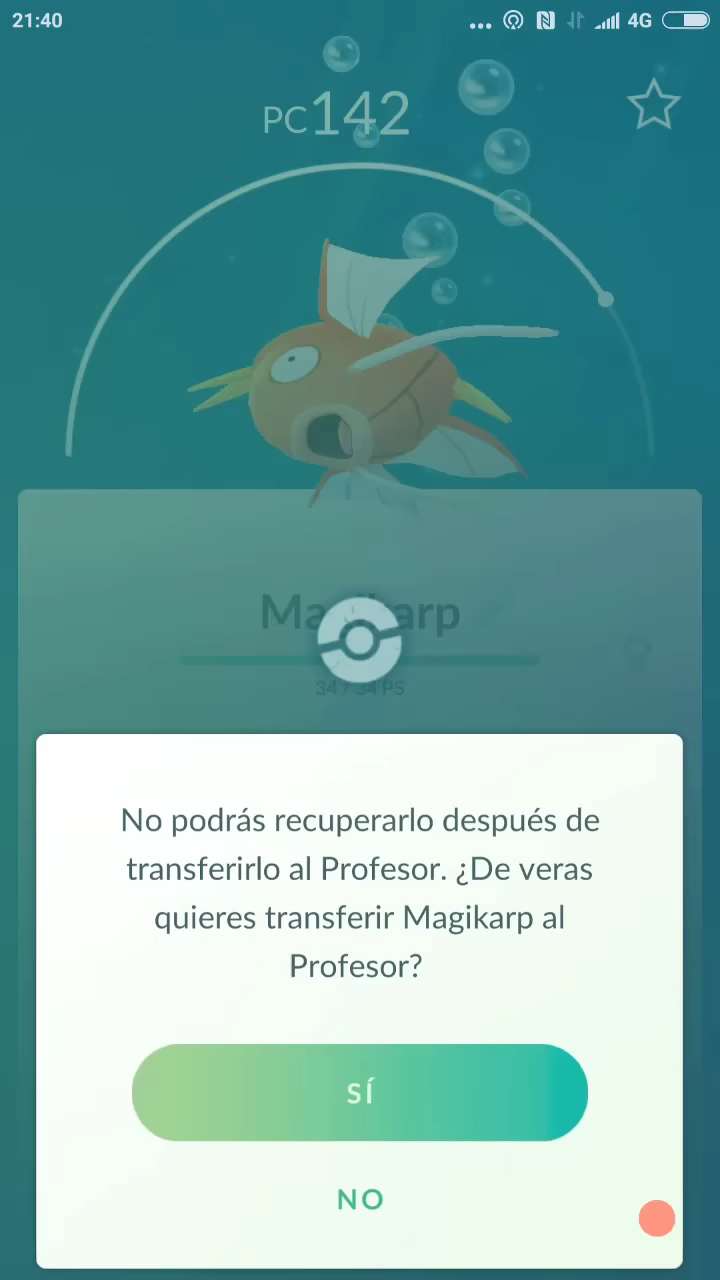 21:40
4G
PC142
Magikarp
34 / 34 PS
No podrás recuperarlo después de
transferirlo al Profesor. ¿De veras
quieres transferir Magikarp al
Profesor?
SÍ
NO